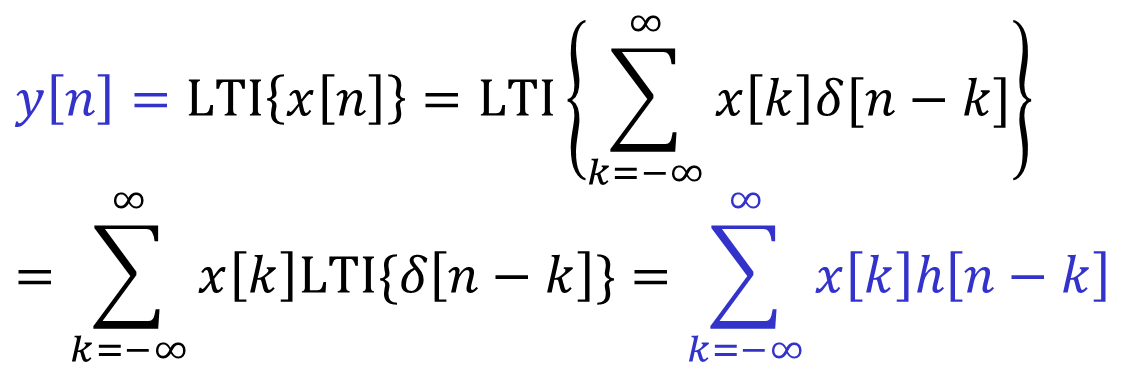 y[n] = LTI{x[n]} = LTI{∑_{k=−∞}^{∞} x[k]δ[n − k]}
= ∑_{k=−∞}^{∞} x[k]LTI{δ[n − k]} = ∑_{k=−∞}^{∞} x[k]h[n − k]